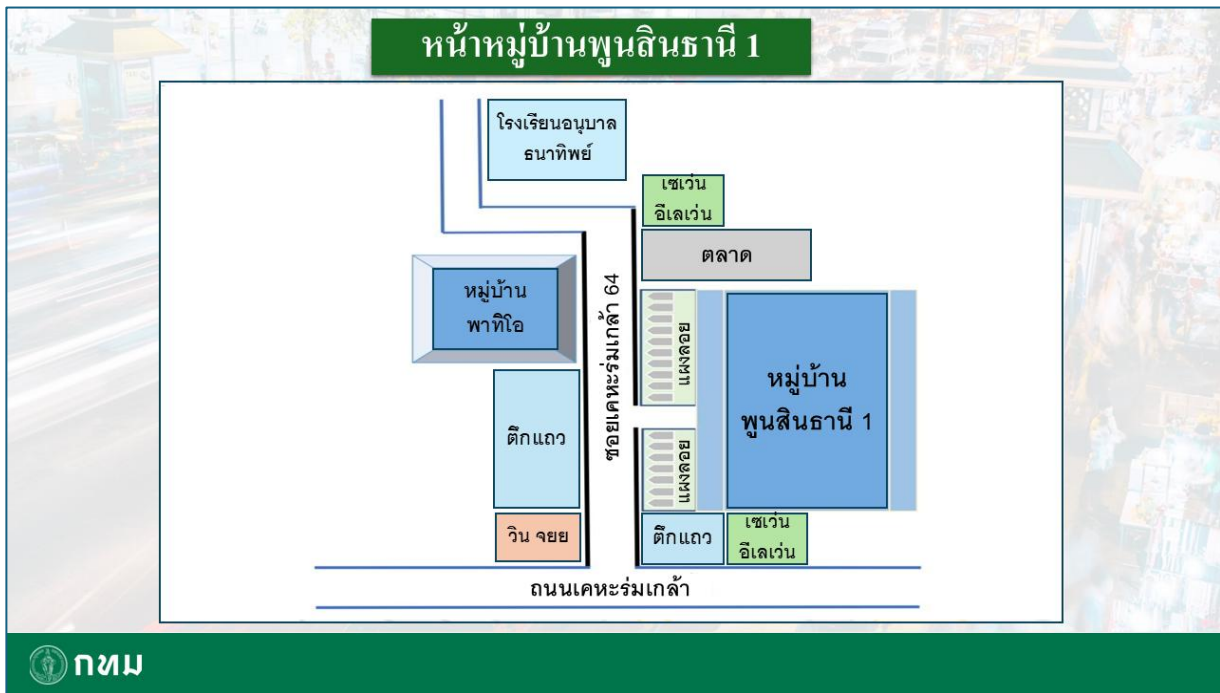 หน้าหมู่บ้านพูนสินธานี 1
โรงเรียนอนุบาล
ธนาทิพย์
เซเว่น
อีเลเว่น
ตลาด
หมู่บ้าน
พาทิโอ
ซอยเคหะร่มเกล้า 64
แผงลอย
หมู่บ้าน
พูนสินธานี 1
ตึกแถว
แผงลอย
วิน จยย
ตึกแถว
เซเว่น
อีเลเว่น
ถนนเคหะร่มเกล้า
กทม